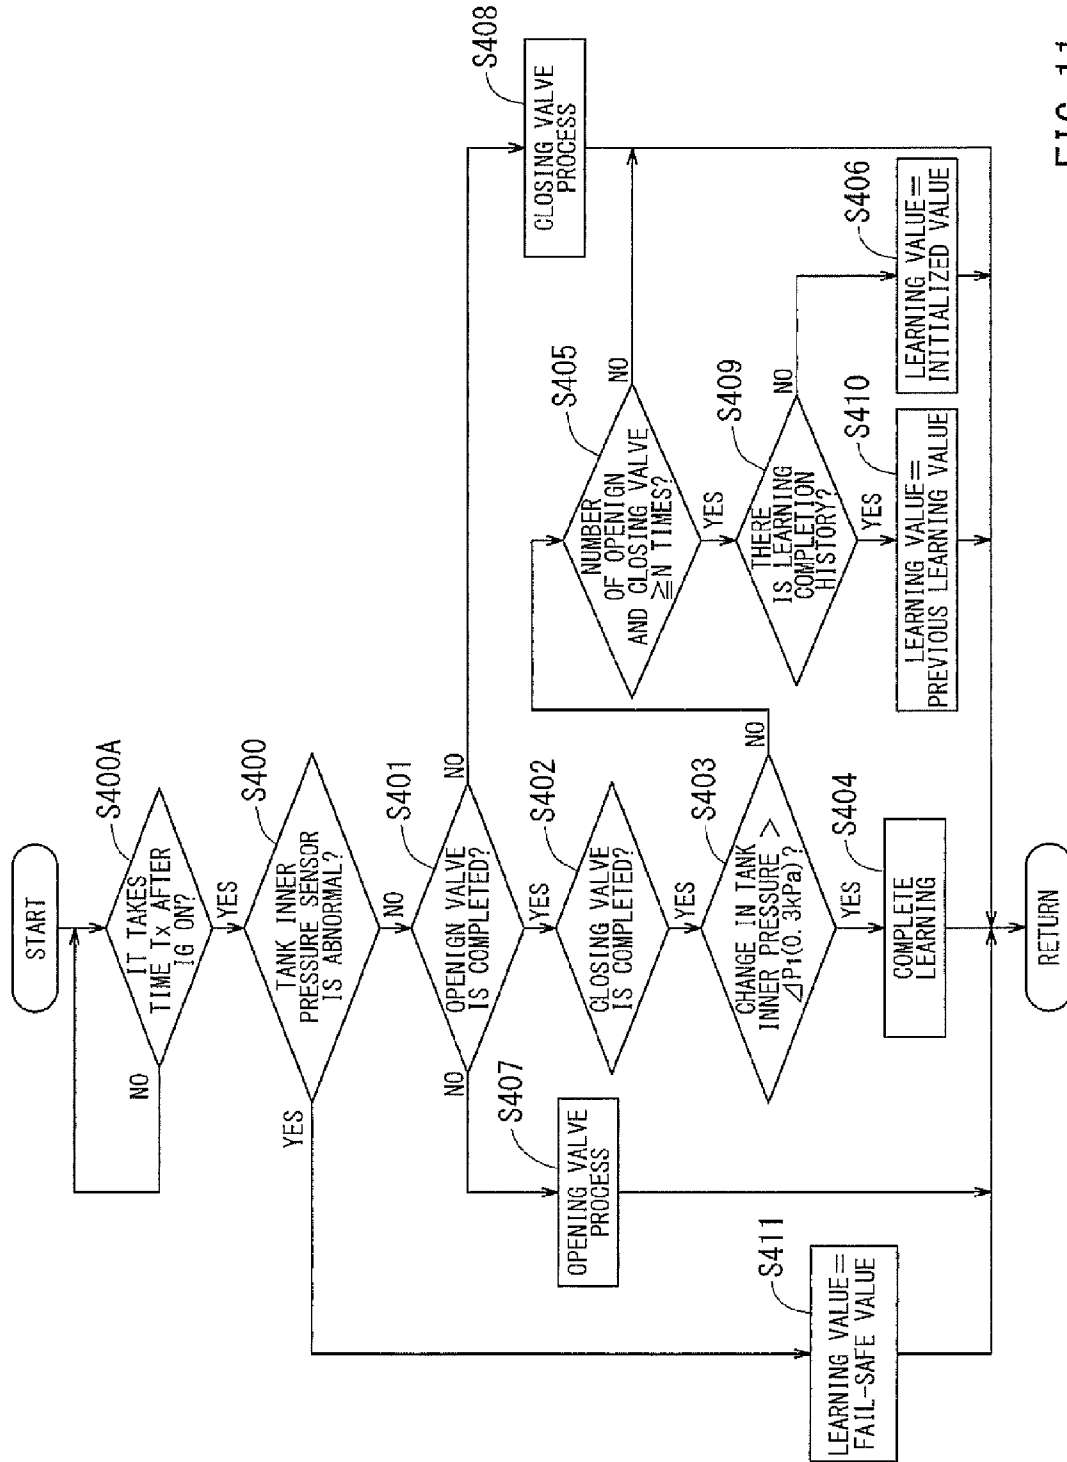 START
S400A
IT TAKES
TIME Tx AFTER
IG ON?
NO
YES
S400
TANK INNER
PRESSURE SENSOR
IS ABNORMAL?
YES
NO
S401
OPENIGN VALVE
IS COMPLETED?
NO
NO
YES
S407
OPENING VALVE
PROCESS
S408
CLOSING VALVE
PROCESS
S402
CLOSING VALVE
IS COMPLETED?
YES
S403
CHANGE IN TANK
INNER PRESSURE >
⊿P1(0.3kPa)?
NO
YES
S405
NUMBER
OF OPENIGN
AND CLOSING VALVE
≧N TIMES?
NO
YES
S409
THERE
IS LEARNING
COMPLETION
HISTORY?
NO
YES
S411
LEARNING VALUE=
FAIL-SAFE VALUE
S404
COMPLETE
LEARNING
S410
LEARNING VALUE=
PREVIOUS LEARNING VALUE
S406
LEARNING VALUE=
INITIALIZED VALUE
RETURN
FIG. 11